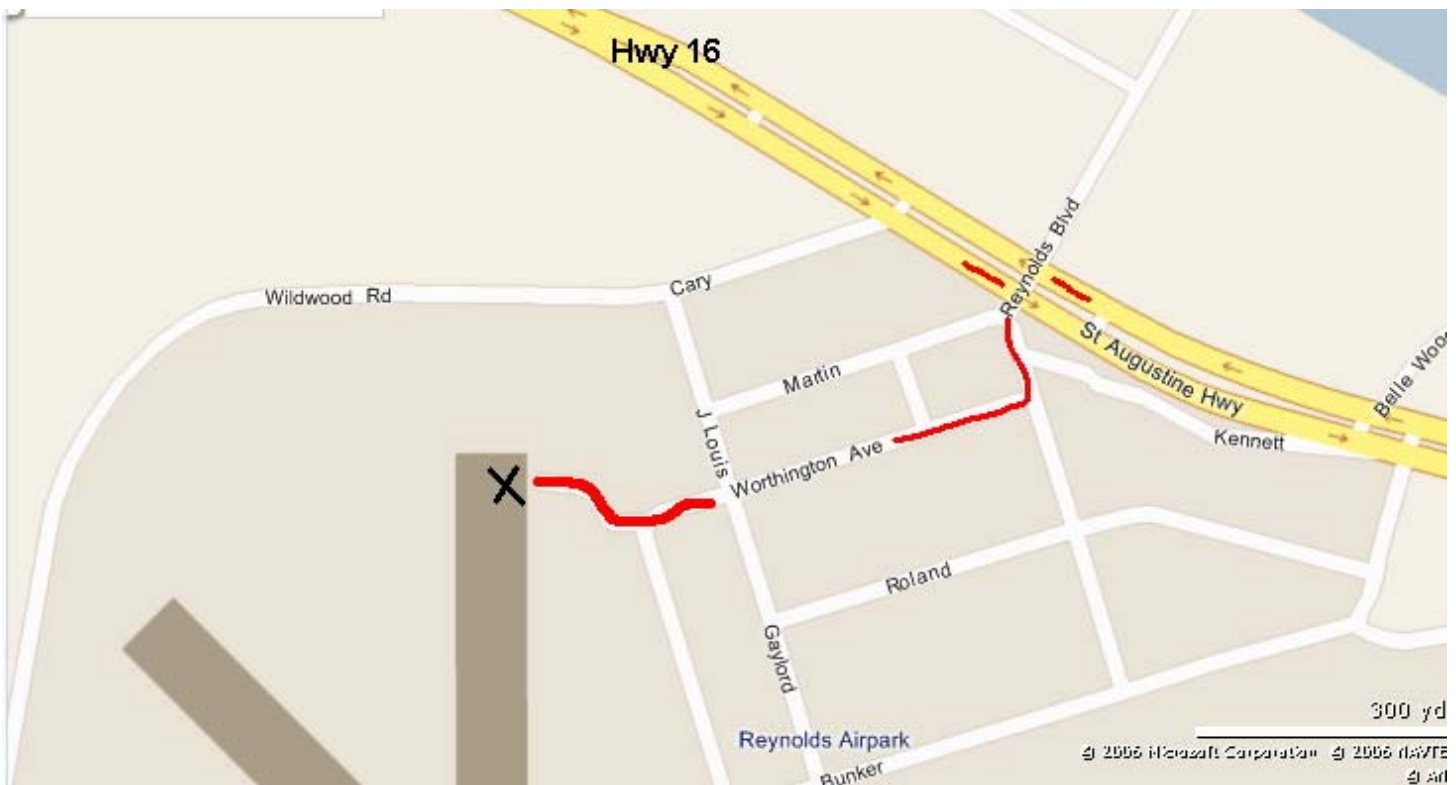 Hwy 16
Reynolds Blvd
Cary
Wildwood Rd
St Augustine Hwy
Belle Wood
Martin
Kennett
J Louis
Worthington Ave
X
Roland
Gaylord
300 yd
Reynolds Airpark
© 2006 Microsoft Corporation © 2006 NAVTE
Bunker